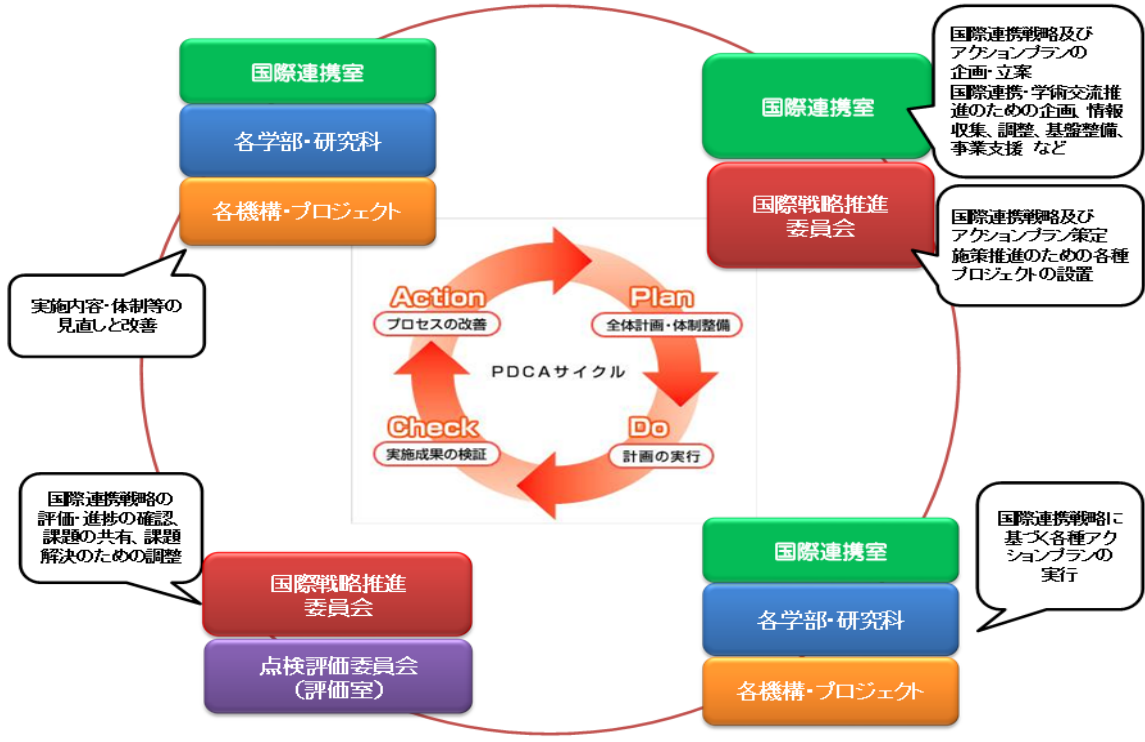 国際連携室
各学部・研究科
各機構・プロジェクト
実施内容・体制等の
見直しと改善
国際連携室
国際戦略推進
委員会
国際連携戦略及び
アクションプランの
企画・立案
国際連携・学術交流推
進のための企画、情報
収集、調整、基盤整備、
事業支援 など
国際連携戦略及び
アクションプラン策定
施策推進のための各種
プロジェクトの設置
Action
プロセスの改善
Plan
全体計画・体制整備
PDCAサイクル
Check
実施成果の検証
Do
計画の実行
国際連携戦略の
評価・進捗の確認、
課題の共有、課題
解決のための調整
国際戦略推進
委員会
点検評価委員会
(評価室)
国際連携室
各学部・研究科
各機構・プロジェクト
国際連携戦略に
基づく各種アク
ションプランの
実行